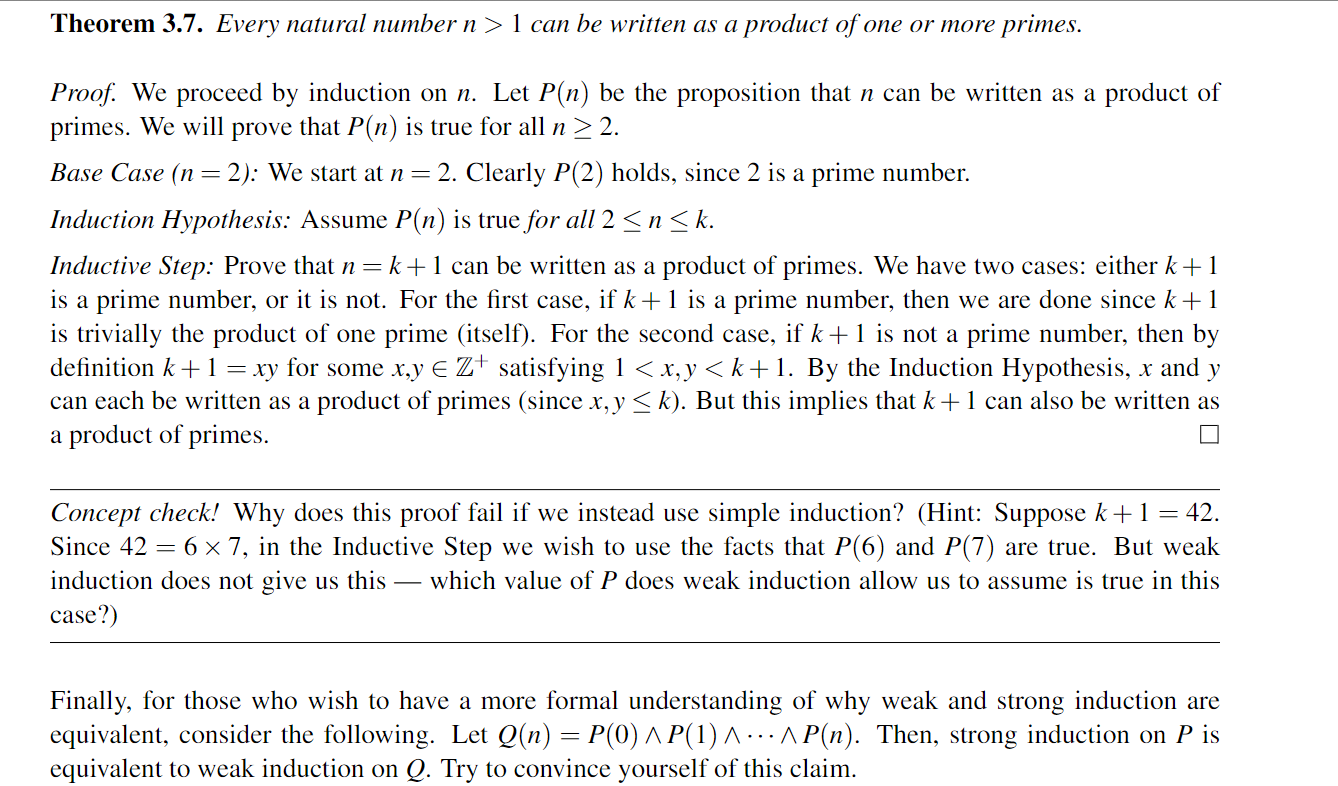 Theorem 3.7. Every natural number n > 1 can be written as a product of one or more primes.
Proof. We proceed by induction on n. Let P(n) be the proposition that n can be written as a product of
primes. We will prove that P(n) is true for all n ≥ 2.
Base Case (n = 2): We start at n = 2. Clearly P(2) holds, since 2 is a prime number.
Induction Hypothesis: Assume P(n) is true for all 2 ≤ n ≤ k.
Inductive Step: Prove that n = k + 1 can be written as a product of primes. We have two cases: either k + 1
is a prime number, or it is not. For the first case, if k + 1 is a prime number, then we are done since k + 1
is trivially the product of one prime (itself). For the second case, if k + 1 is not a prime number, then by
definition k + 1 = xy for some x,y ∈ ℤ⁺ satisfying 1 < x,y < k + 1. By the Induction Hypothesis, x and y
can each be written as a product of primes (since x,y ≤ k). But this implies that k + 1 can also be written as
a product of primes. □
Concept check! Why does this proof fail if we instead use simple induction? (Hint: Suppose k + 1 = 42.
Since 42 = 6 × 7, in the Inductive Step we wish to use the facts that P(6) and P(7) are true. But weak
induction does not give us this — which value of P does weak induction allow us to assume is true in this
case?)
Finally, for those who wish to have a more formal understanding of why weak and strong induction are
equivalent, consider the following. Let Q(n) = P(0) ∧ P(1) ∧ ··· ∧ P(n). Then, strong induction on P is
equivalent to weak induction on Q. Try to convince yourself of this claim.